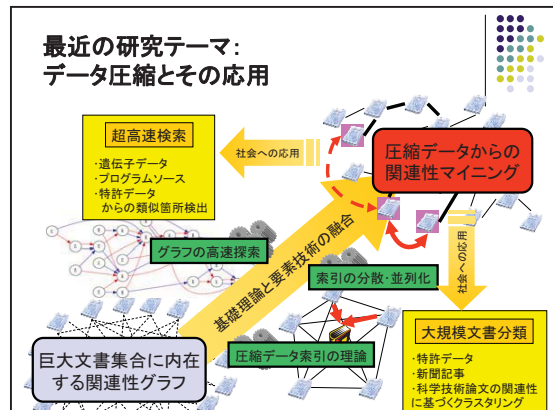 最近の研究テーマ:
データ圧縮とその応用
超高速検索
・遺伝子データ
・プログラムソース
・特許データ
からの類似箇所検出
社会への応用
圧縮データからの
関連性マイニング
グラフの高速探索
基礎理論と要素技術の融合
索引の分散・並列化
社会への応用
巨大文書集合に内在
する関連性グラフ
圧縮データ索引の理論
大規模文書分類
・特許データ
・新聞記事
・科学技術論文の関連性
に基づくクラスタリング